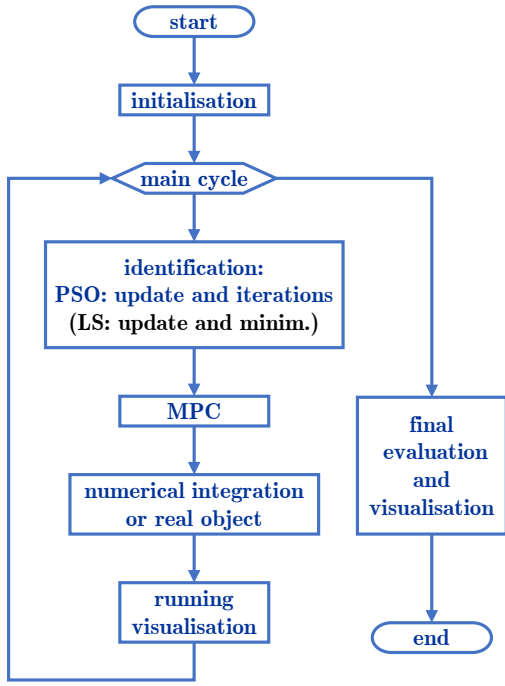 start
initialisation
main cycle
identification:
PSO: update and iterations
(LS: update and minim.)
MPC
numerical integration
or real object
running
visualisation
final
evaluation
and
visualisation
end